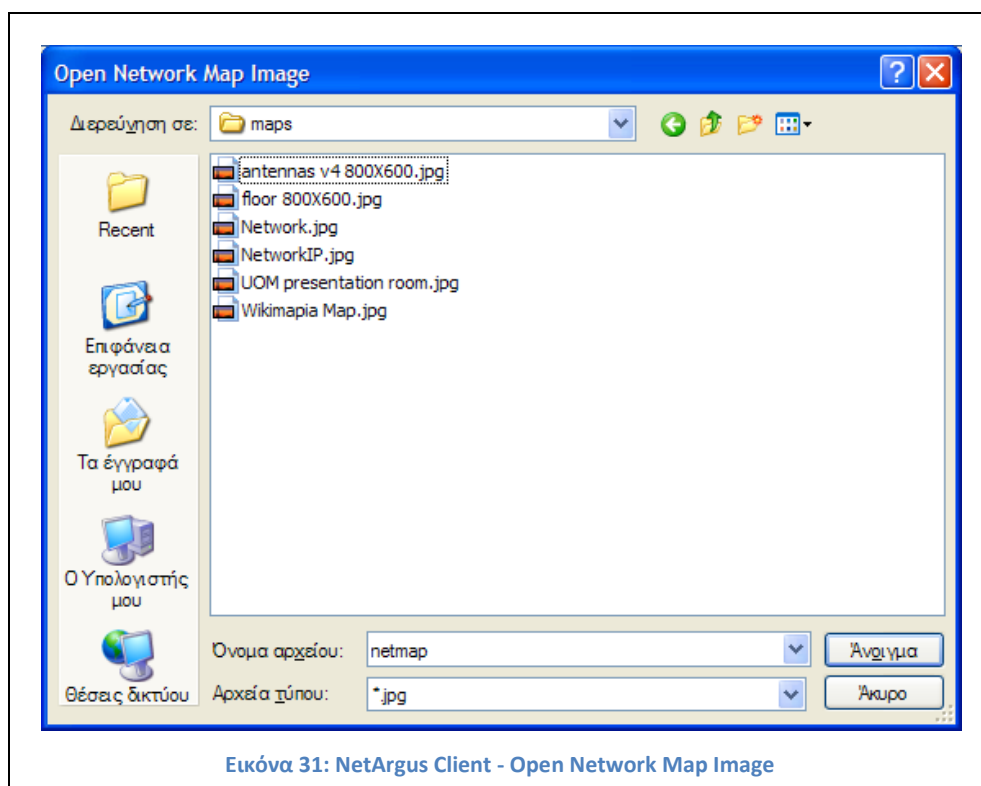 Open Network Map Image
Διερεύνηση σε:
maps
Recent
Επιφάνεια
εργασίας
Τα έγγραφά
μου
Ο Υπολογιστής
μου
Θέσεις δικτύου
antennas v4 800X600.jpg
floor 800X600.jpg
Network.jpg
NetworkIP.jpg
UOM presentation room.jpg
Wikimapia Map.jpg
Όνομα αρχείου:
netmap
Άνοιγμα
Αρχεία τύπου:
*.jpg
Άκυρο
Εικόνα 31: NetArgus Client - Open Network Map Image